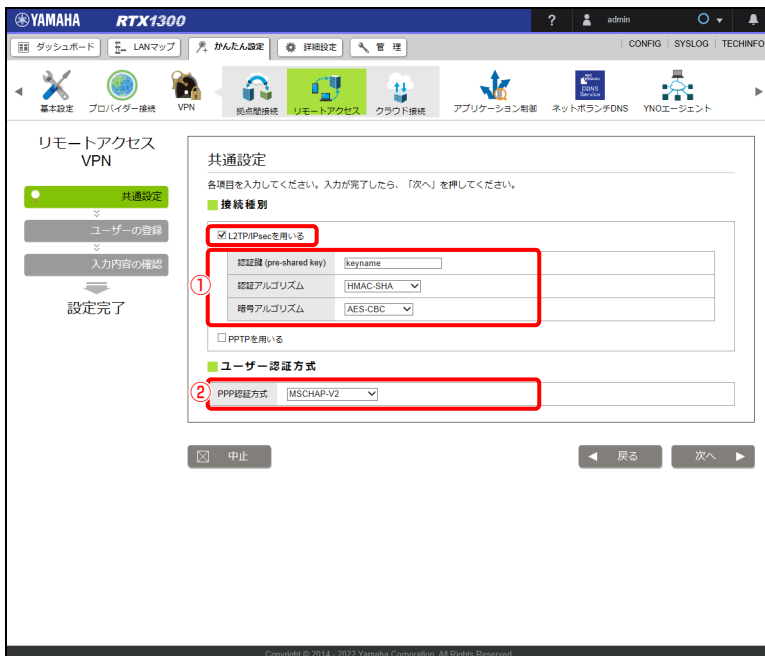 YAMAHA RTX1300 ? admin
ダッシュボード LANマップ かんたん設定 詳細設定 管 理 CONFIG SYSLOG TECHINFO
基本設定 プロバイダー接続 VPN 拠点間接続 リモートアクセス クラウド接続 アプリケーション制御 ネットボランチDNS YNOエージェント
DDNS
Service
リモートアクセス
VPN
共通設定
ユーザーの登録
入力内容の確認
設定完了
共通設定
各項目を入力してください。入力が完了したら、「次へ」を押してください。
接続種別
L2TP/IPsecを用いる
①
認証鍵 (pre-shared key) keyname
認証アルゴリズム HMAC-SHA
暗号アルゴリズム AES-CBC
PPTPを用いる
ユーザー認証方式
② PPP認証方式 MSCHAP-V2
中止 戻る 次へ
Copyright © 2014 - 2022 Yamaha Corporation. All Rights Reserved.